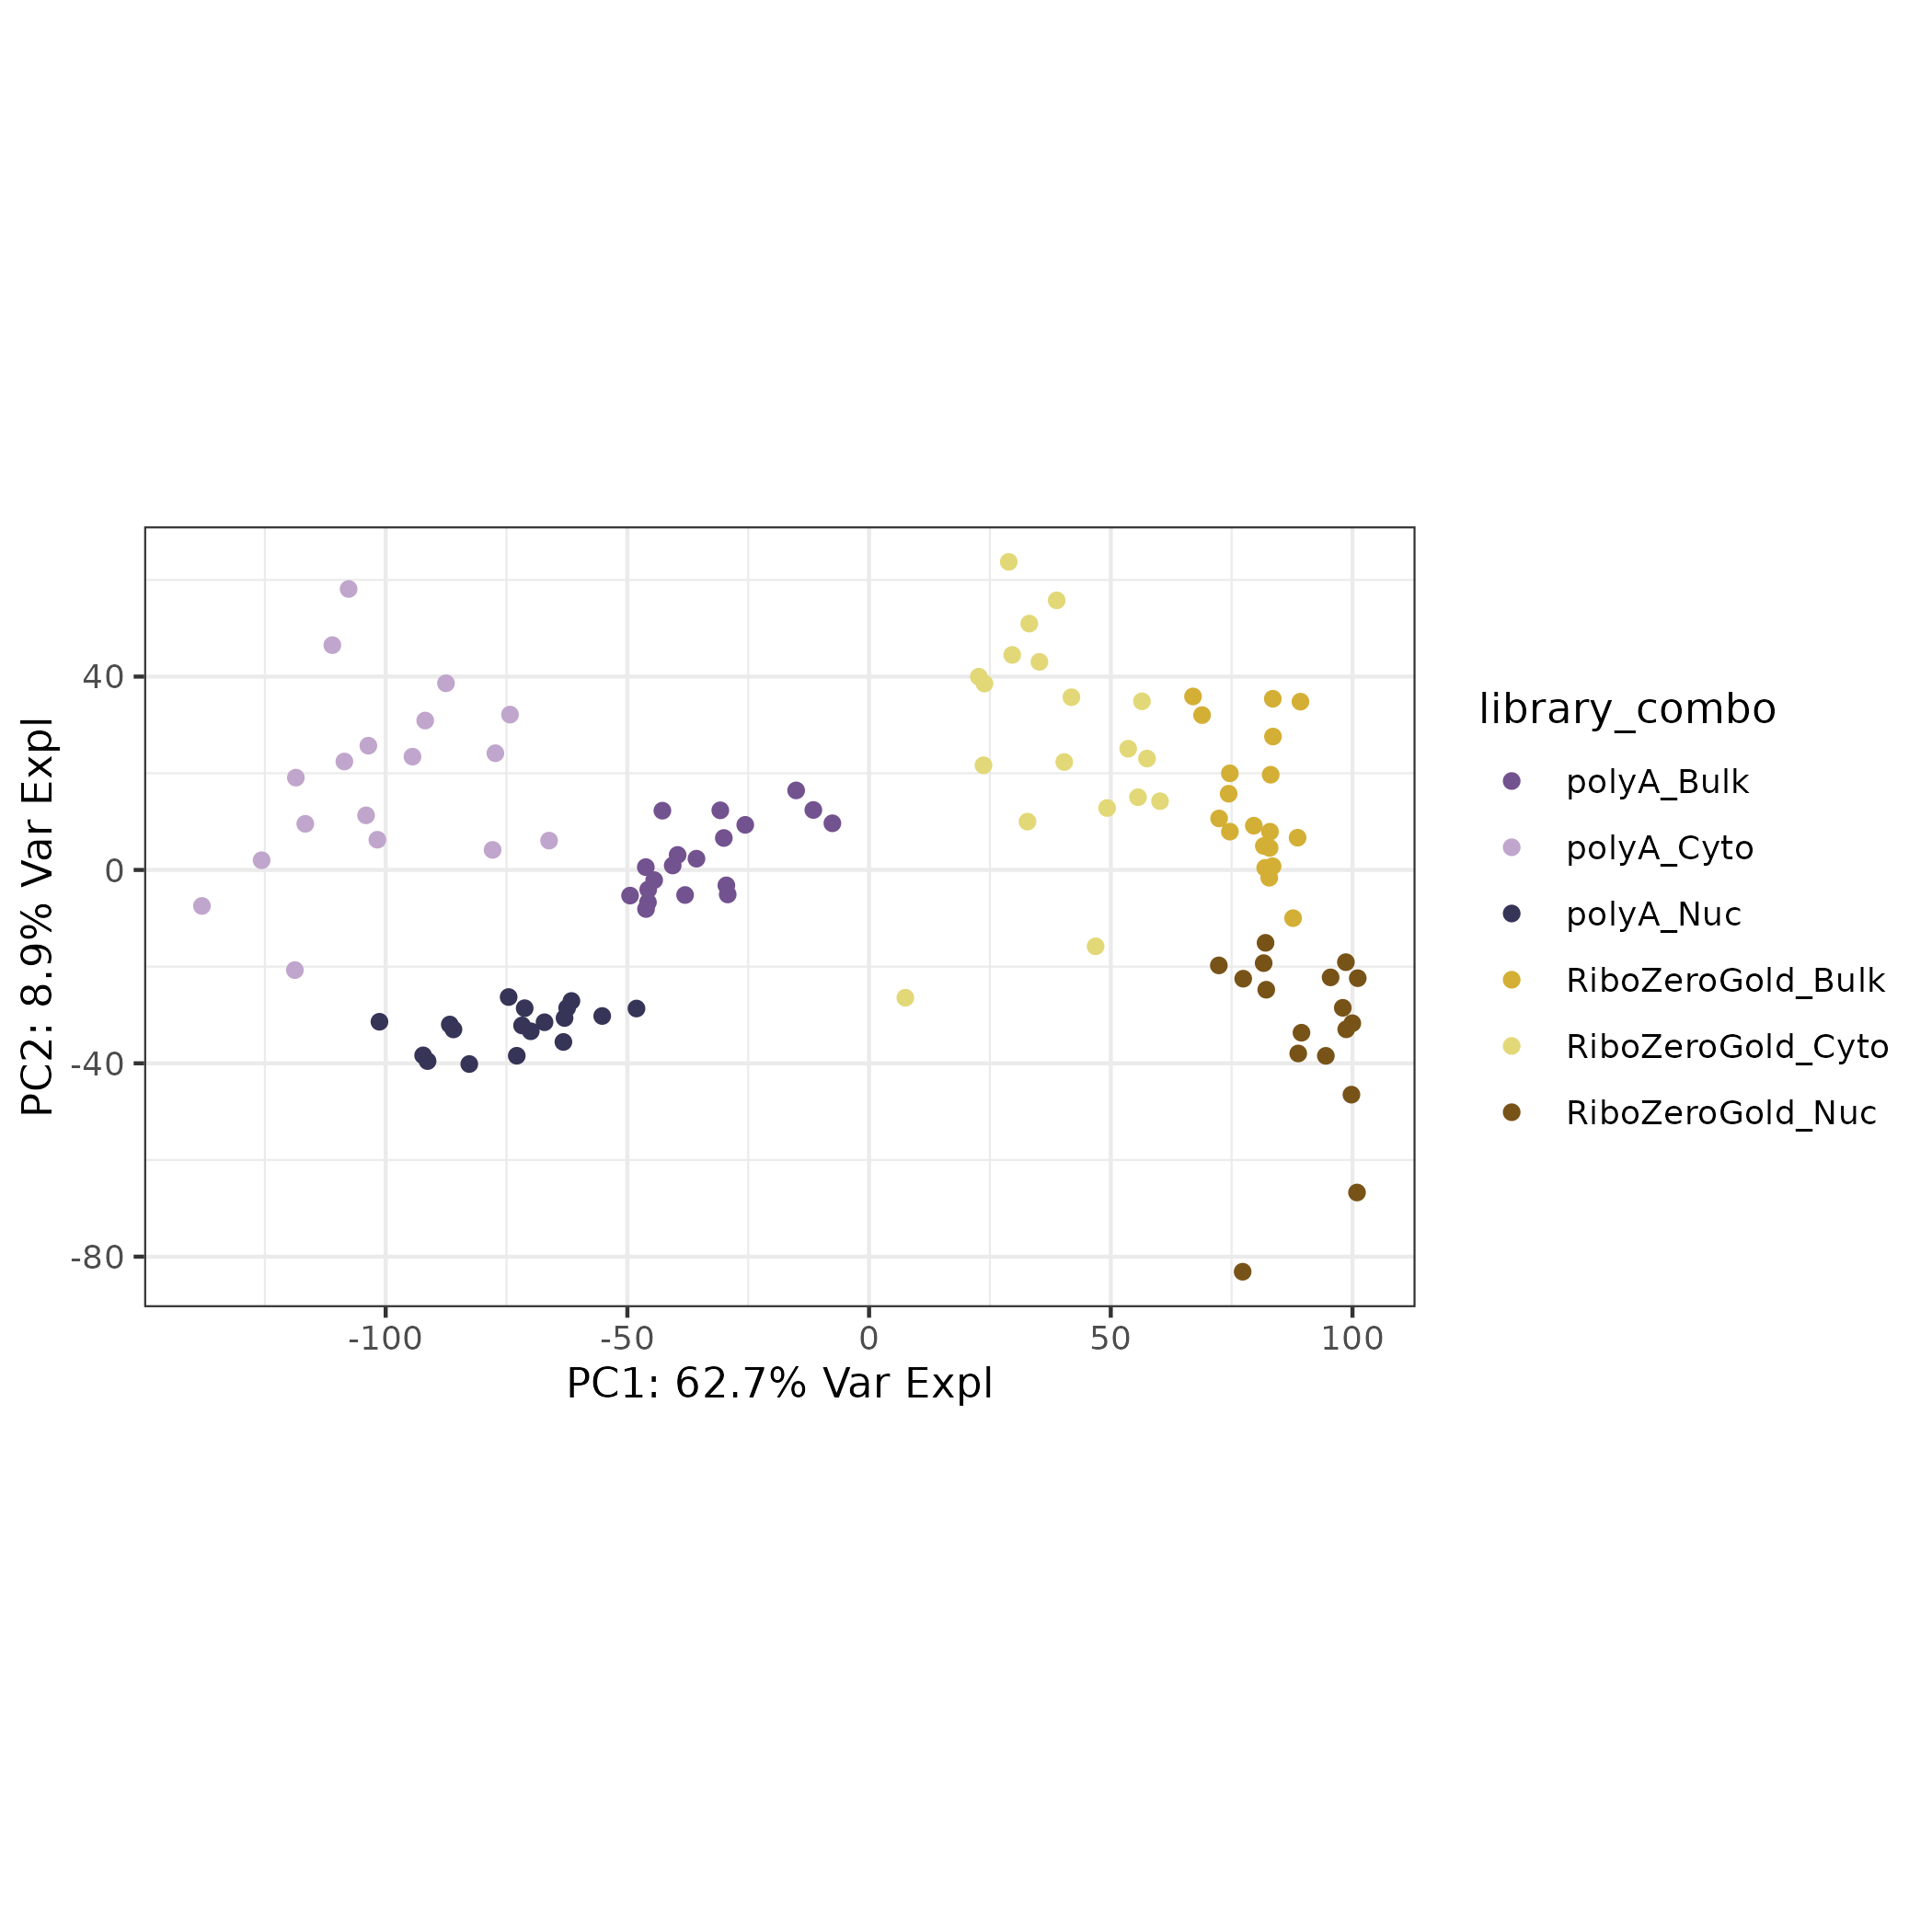 40
0
-40
-80
-100
-50
0
50
100
PC1: 62.7% Var Expl
PC2: 8.9% Var Expl
library_combo
polyA_Bulk
polyA_Cyto
polyA_Nuc
RiboZeroGold_Bulk
RiboZeroGold_Cyto
RiboZeroGold_Nuc